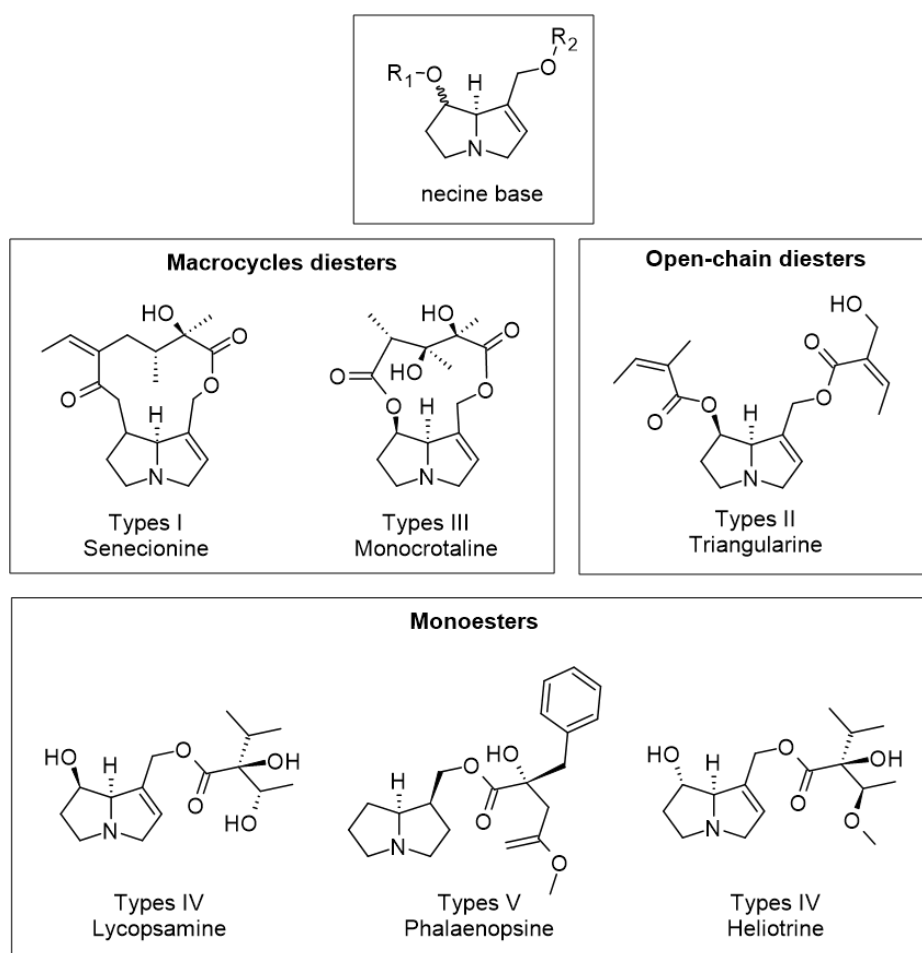 R1-O
O
R2
H
N
necine base
Macrocycles diesters
HO
O
O
O
H
N
Types I
Senecionine
HO
O
HO
O
O
O
H
N
Types III
Monocrotaline
Open-chain diesters
HO
O
O
O
O
H
N
Types II
Triangularine
Monoesters
HO
H
O
O
OH
HO
N
Types IV
Lycopsamine
H
O
HO
O
N
O
Types V
Phalaenopsine
HO
H
O
O
OH
O
N
Types IV
Heliotrine